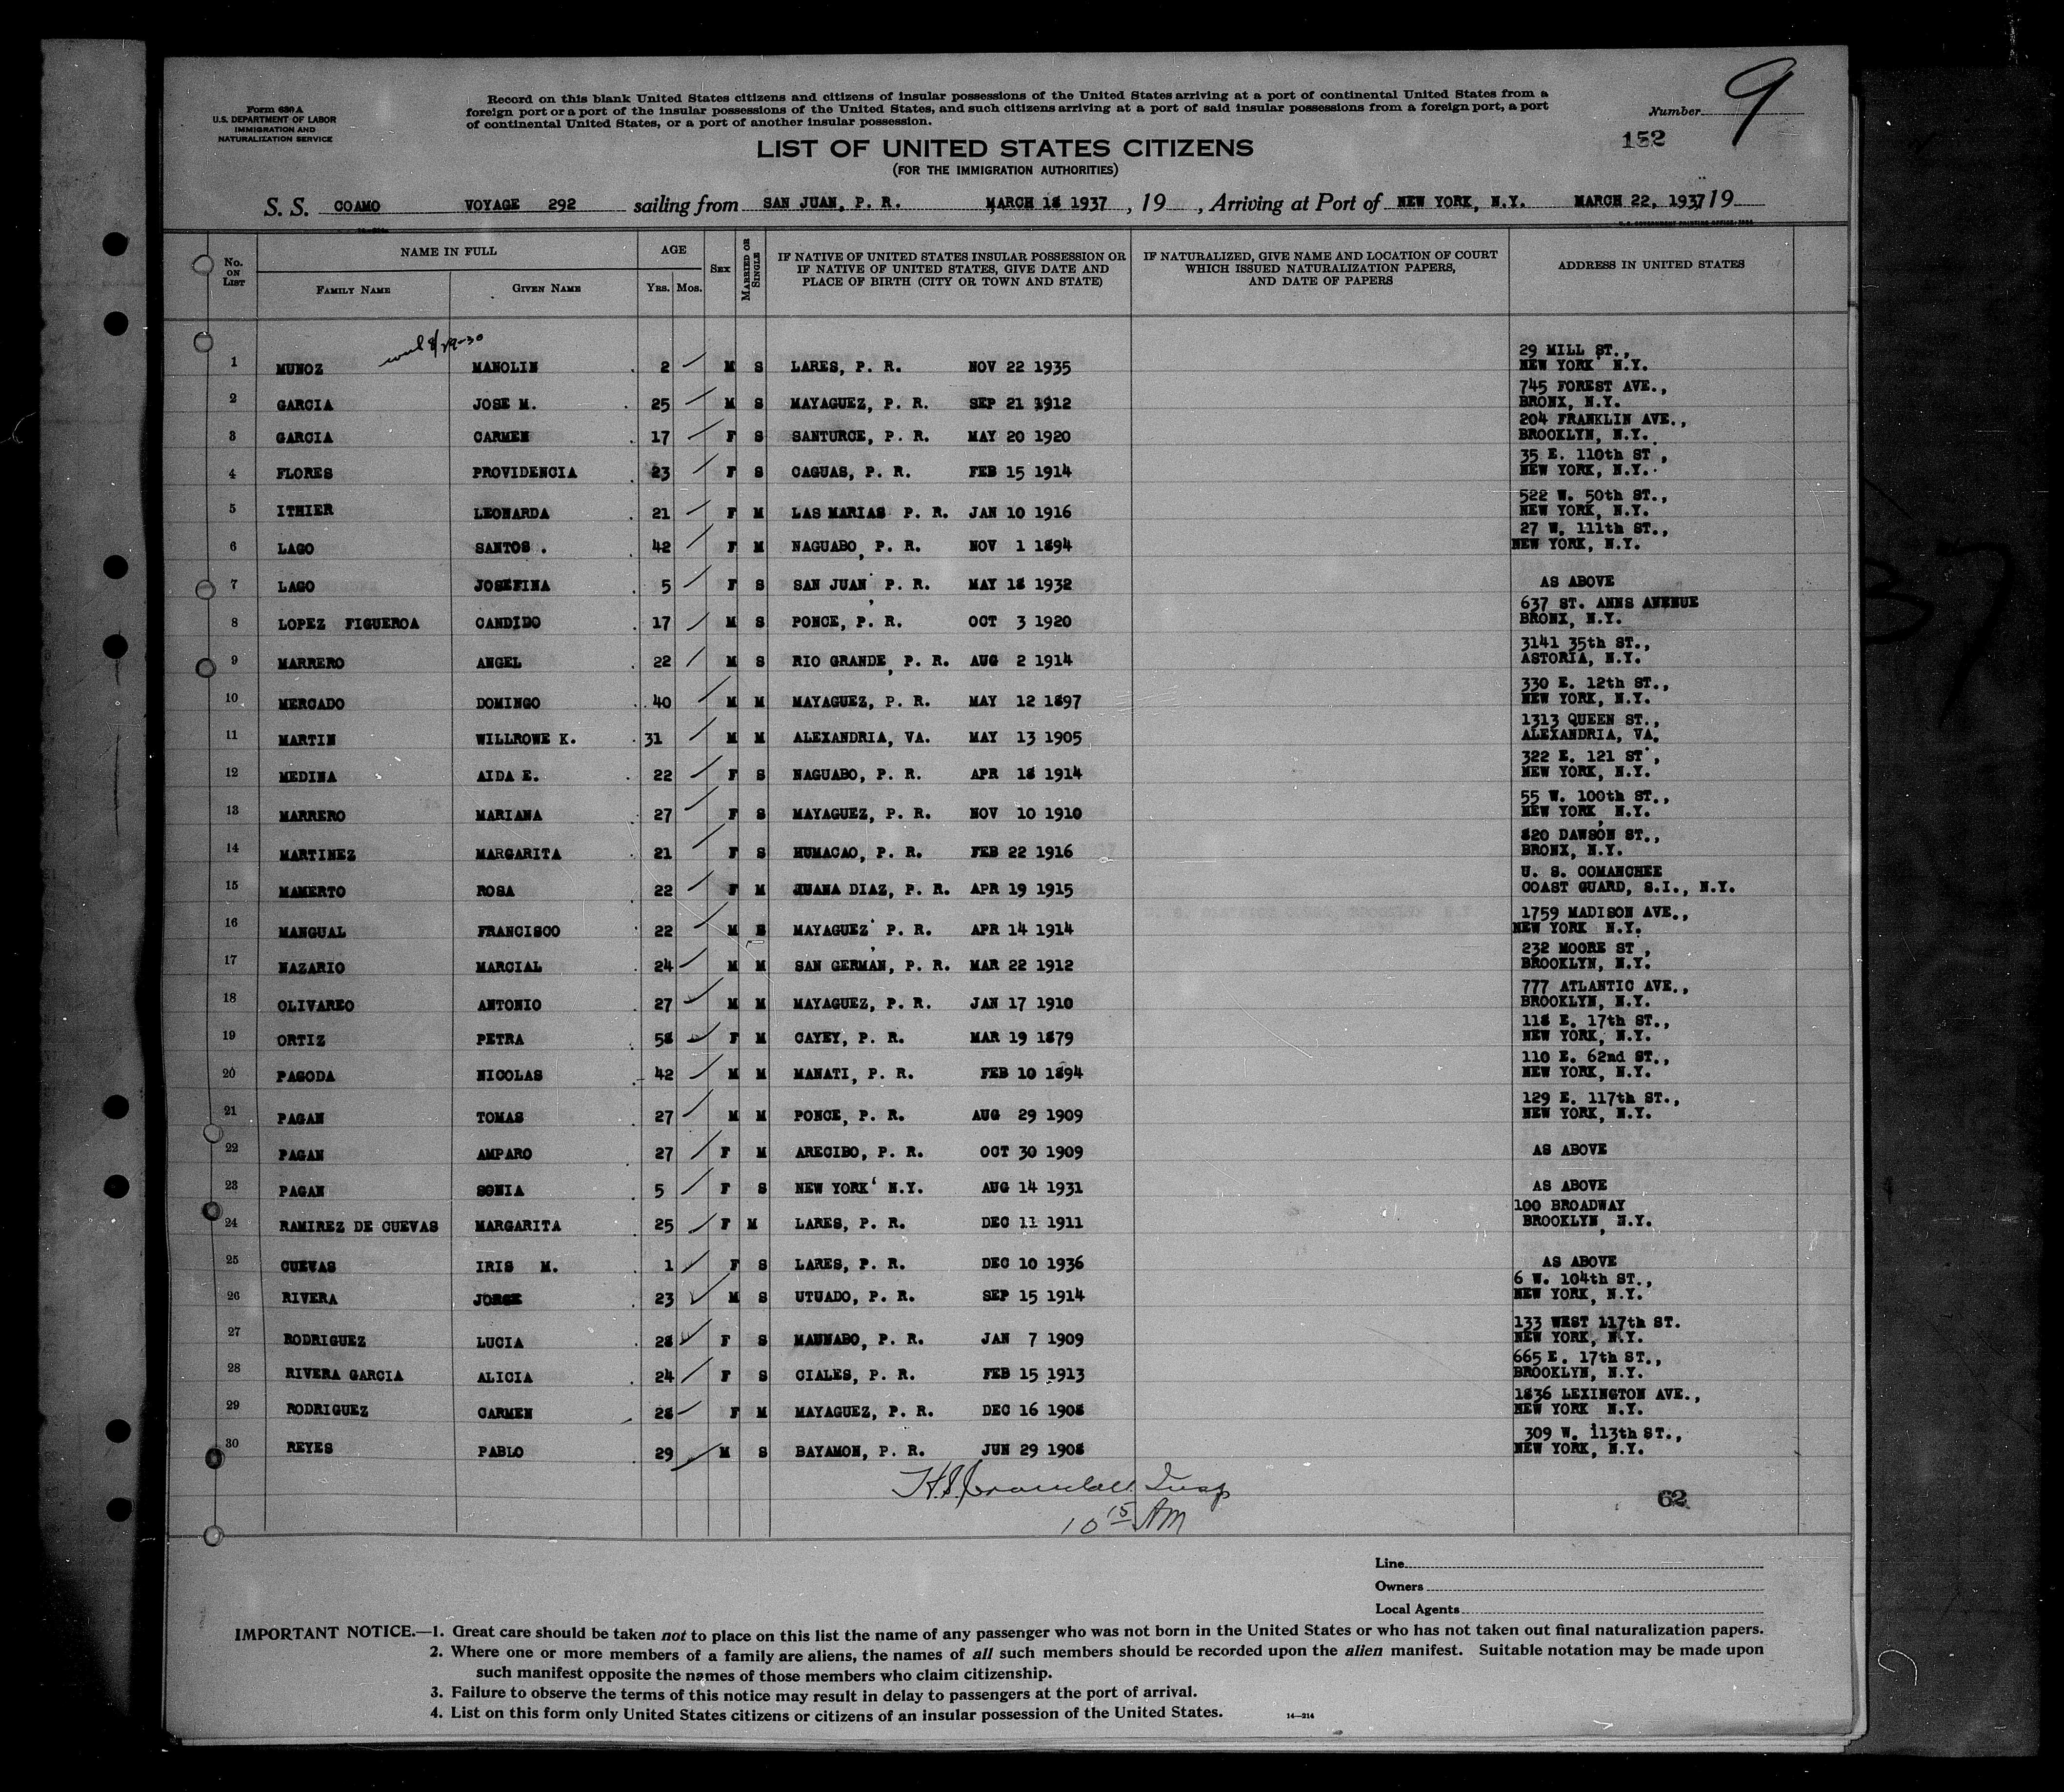 Form 630 A
U.S. DEPARTMENT OF LABOR
IMMIGRATION AND
NATURALIZATION SERVICE
Record on this blank United States citizens and citizens of insular possessions of the United States arriving at a port of continental United States from a
foreign port or a port of the insular possessions of the United States, and such citizens arriving at a port of said insular possessions from a foreign port, a port
of continental United States, or a port of another insular possession.
Number 9
152
LIST OF UNITED STATES CITIZENS
(FOR THE IMMIGRATION AUTHORITIES)
S. S. COAMO VOYAGE 292 sailing from SAN JUAN, P. R. MARCH 18 1937, 19 , Arriving at Port of NEW YORK, N.Y. MARCH 22, 1937 19
No. ON LIST NAME IN FULL FAMILY NAME GIVEN NAME AGE YRS. MOS. SEX MARRIED OR SINGLE IF NATIVE OF UNITED STATES INSULAR POSSESSION OR IF NATIVE OF UNITED STATES, GIVE DATE AND PLACE OF BIRTH (CITY OR TOWN AND STATE) IF NATURALIZED, GIVE NAME AND LOCATION OF COURT WHICH ISSUED NATURALIZATION PAPERS, AND DATE OF PAPERS ADDRESS IN UNITED STATES
1 MUNOZ MANOLIN 2 M S LARES, P. R. NOV 22 1935 29 MILL ST., NEW YORK N.Y.
2 GARCIA JOSE M. 25 M S MAYAGUEZ, P. R. SEP 21 1912 745 FOREST AVE., BRONX, N.Y.
3 GARCIA CARMEN 17 F S SANTURCE, P. R. MAY 20 1920 204 FRANKLIN AVE., BROOKLYN, N.Y.
4 FLORES PROVIDENCIA 23 F S CAGUAS, P. R. FEB 15 1914 35 E. 110th ST, NEW YORK, N.Y.
5 ITHIER LEONARDA 21 F M LAS MARIAS P. R. JAN 10 1916 522 W. 50th ST., NEW YORK, N.Y.
6 LAGO SANTOS. 42 F M NAGUABO, P. R. NOV 1 1894 27 W. 111th ST., NEW YORK, N.Y.
7 LAGO JOSEFINA 5 F S SAN JUAN, P. R. MAY 18 1932 AS ABOVE
8 LOPEZ FIGUEROA CANDIDO 17 M S PONCE, P. R. OCT 3 1920 637 ST. ANNS AVENUE BRONX, N.Y.
9 MARRERO ANGEL 22 M S RIO GRANDE, P. R. AUG 2 1914 3141 35th ST., ASTORIA, N.Y.
10 MERCADO DOMINGO 40 M M MAYAGUEZ, P. R. MAY 12 1897 330 E. 12th ST., NEW YORK, N.Y.
11 MARTIN WILLROWE K. 31 M M ALEXANDRIA, VA. MAY 13 1905 1313 QUEEN ST., ALEXANDRIA, VA.
12 MEDINA AIDA E. 22 F S NAGUABO, P. R. APR 18 1914 322 E. 121 ST, NEW YORK, N.Y.
13 MARRERO MARIANA 27 F S MAYAGUEZ, P. R. NOV 10 1910 55 W. 100th ST., NEW YORK, N.Y.
14 MARTINEZ MARGARITA 21 F S HUMACAO, P. R. FEB 22 1916 820 DAWSON ST., BRONX, N.Y.
15 MAMERTO ROSA 22 F M JUANA DIAZ, P. R. APR 19 1915 U. S. COMANCHEE COAST GUARD, S.I., N.Y.
16 MANGUAL FRANCISCO 22 M MAYAGUEZ, P. R. APR 14 1914 1759 MADISON AVE., NEW YORK N.Y.
17 NAZARIO MARCIAL 24 M M SAN GERMAN, P. R. MAR 22 1912 232 MOORE ST, BROOKLYN, N.Y.
18 OLIVAREO ANTONIO 27 M M MAYAGUEZ, P. R. JAN 17 1910 777 ATLANTIC AVE., BROOKLYN, N.Y.
19 ORTIZ PETRA 58 F M CAYEY, P. R. MAR 19 1879 118 E. 17th ST., NEW YORK, N.Y.
20 PAGODA NICOLAS 42 M M MANATI, P. R. FEB 10 1894 110 E. 62nd ST., NEW YORK, N.Y.
21 PAGAN TOMAS 27 M M PONCE, P. R. AUG 29 1909 129 E. 117th ST., NEW YORK, N.Y.
22 PAGAN AMPARO 27 F M ARECIBO, P. R. OCT 30 1909 AS ABOVE
23 PAGAN SONIA 5 F S NEW YORK' N.Y. AUG 14 1931 AS ABOVE
24 RAMIREZ DE CUEVAS MARGARITA 25 F M LARES, P. R. DEC 11 1911 100 BROADWAY BROOKLYN, N.Y.
25 CUEVAS IRIS M. 1 F S LARES, P. R. DEC 10 1936 AS ABOVE
26 RIVERA JORGE 23 M S UTUADO, P. R. SEP 15 1914 6 W. 104th ST., NEW YORK, N.Y.
27 RODRIGUEZ LUCIA 28 F S MAUNABO, P. R. JAN 7 1909 133 WEST 117th ST. NEW YORK, N.Y.
28 RIVERA GARCIA ALICIA 24 F S CIALES, P. R. FEB 15 1913 665 E. 17th ST., BROOKLYN, N.Y.
29 RODRIGUEZ CARMEN 28 F M MAYAGUEZ, P. R. DEC 16 1908 1836 LEXINGTON AVE., NEW YORK N.Y.
30 REYES PABLO 29 M S BAYAMON, P. R. JUN 29 1908 309 W. 113th ST., NEW YORK, N.Y.
Insp
10 15 AM
62
Line
Owners
Local Agents
IMPORTANT NOTICE.—1. Great care should be taken not to place on this list the name of any passenger who was not born in the United States or who has not taken out final naturalization papers.
2. Where one or more members of a family are aliens, the names of all such members should be recorded upon the alien manifest. Suitable notation may be made upon
such manifest opposite the names of those members who claim citizenship.
3. Failure to observe the terms of this notice may result in delay to passengers at the port of arrival.
4. List on this form only United States citizens or citizens of an insular possession of the United States.
14—214